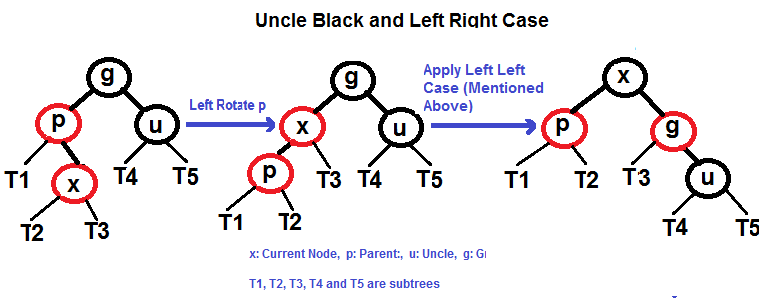 Uncle Black and Left Right Case
g
p
u
T1
x
T4
T5
T2
T3
Left Rotate p
g
x
u
p
T3
T4
T5
T1
T2
Apply Left Left
Case (Mentioned
Above)
x
p
g
T1
T2
T3
u
T4
T5
x: Current Node, p: Parent:, u: Uncle, g: G
T1, T2, T3, T4 and T5 are subtrees